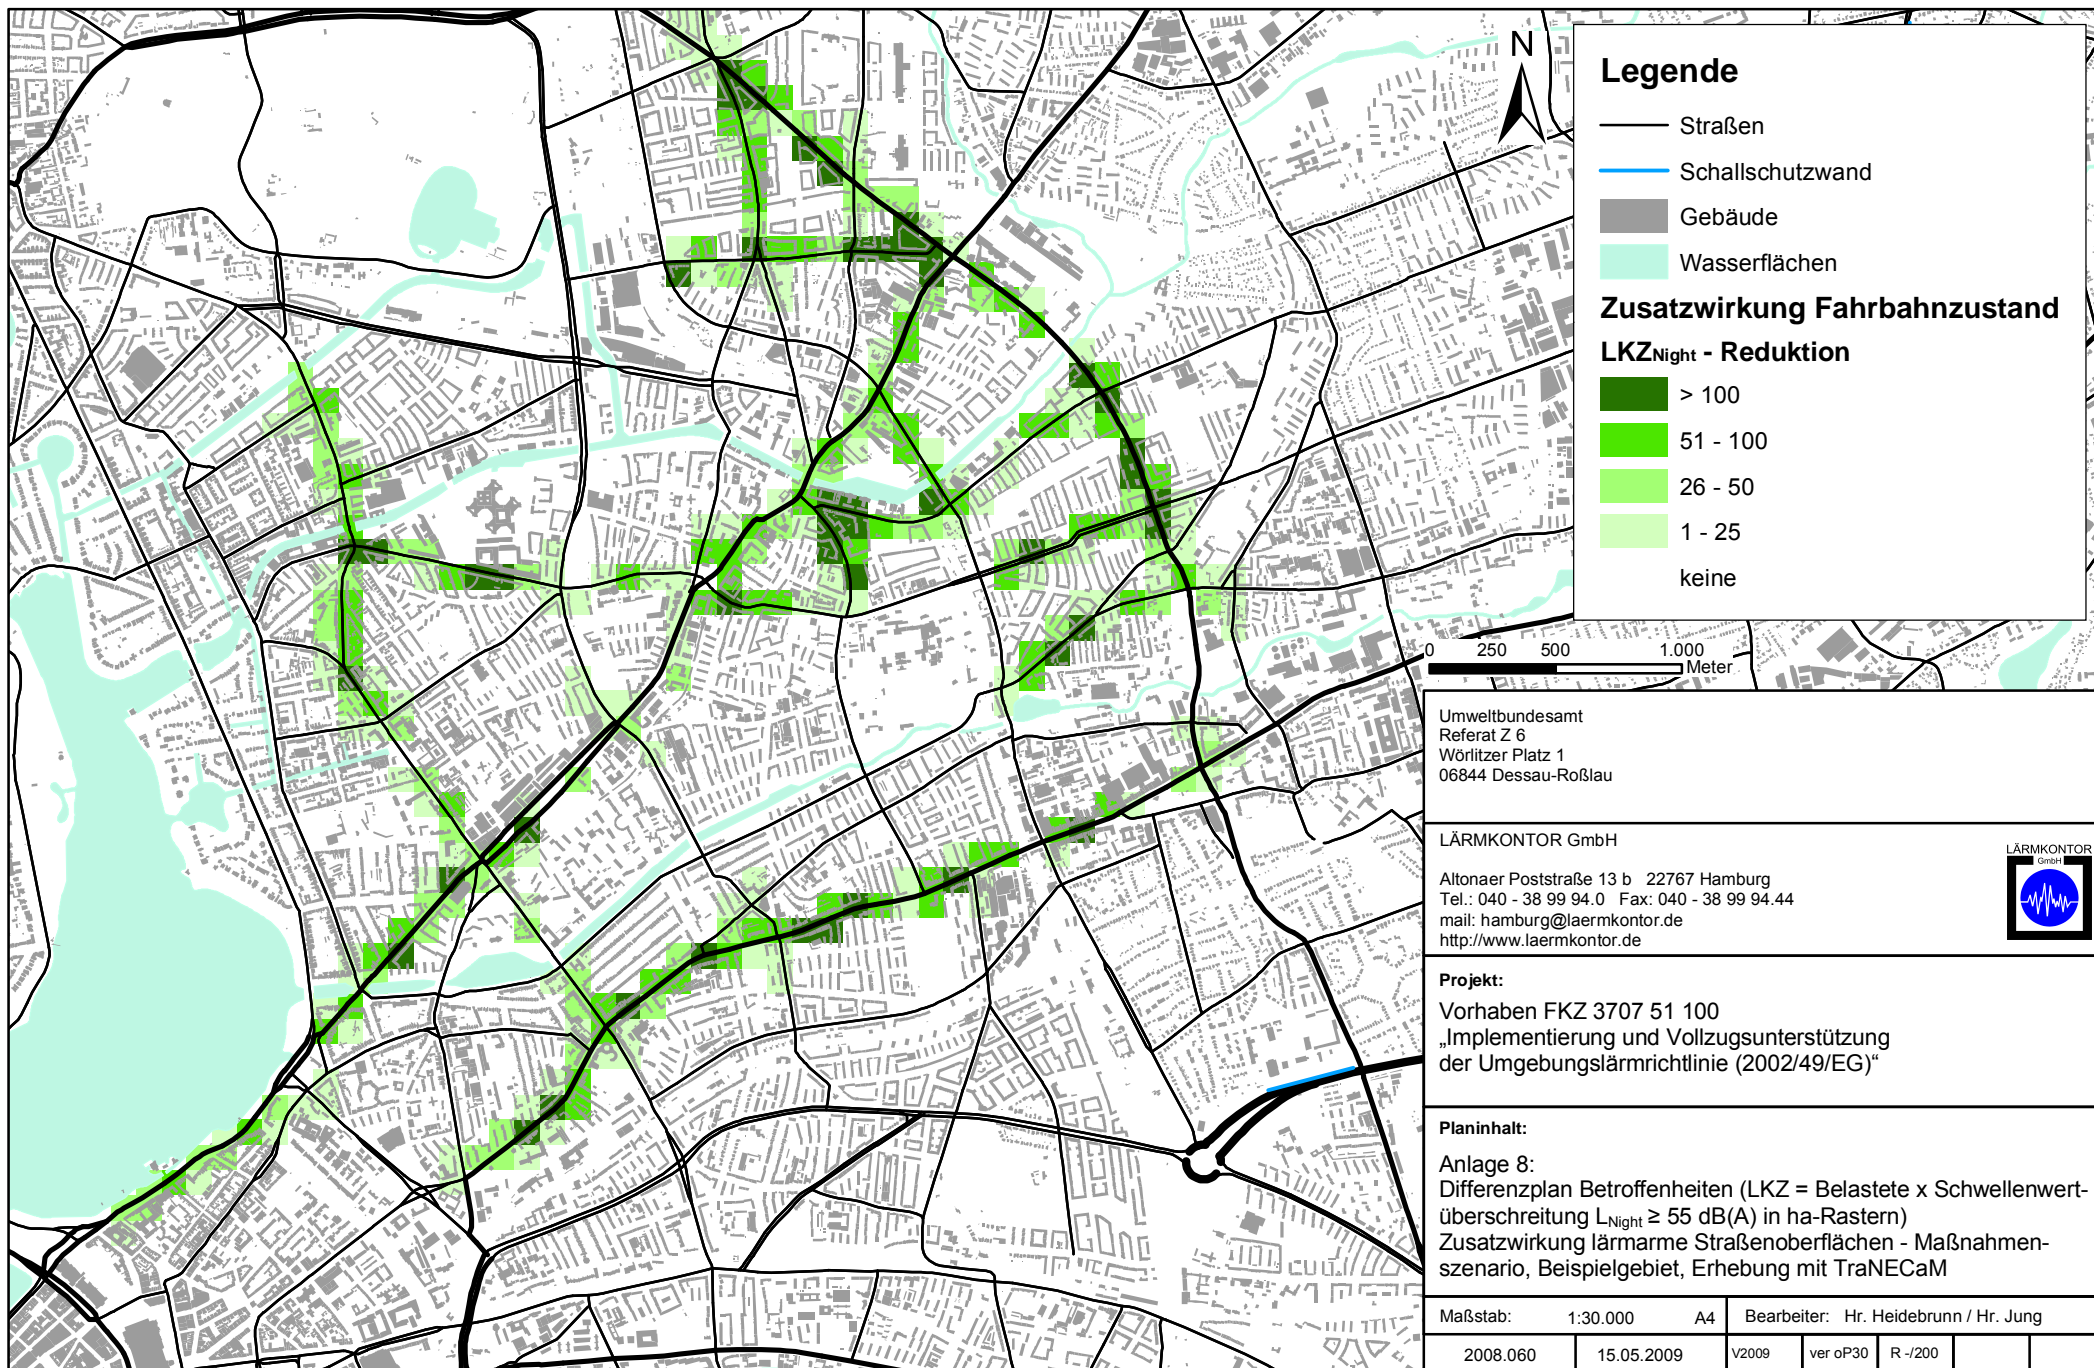 N
Legende
Straßen
Schallschutzwand
Gebäude
Wasserflächen
Zusatzwirkung Fahrbahnzustand
LKZNight - Reduktion
> 100
51 - 100
26 - 50
1 - 25
keine
0 250 500 1.000
Meter
Umweltbundesamt
Referat Z 6
Wörlitzer Platz 1
06844 Dessau-Roßlau
LÄRMKONTOR GmbH
Altonaer Poststraße 13 b 22767 Hamburg
Tel.: 040 - 38 99 94.0 Fax: 040 - 38 99 94.44
mail: hamburg@laermkontor.de
http://www.laermkontor.de
LÄRMKONTOR
GmbH
Projekt:
Vorhaben FKZ 3707 51 100
„Implementierung und Vollzugsunterstützung
der Umgebungslärmrichtlinie (2002/49/EG)“
Planinhalt:
Anlage 8:
Differenzplan Betroffenheiten (LKZ = Belastete x Schwellenwert-
überschreitung LNight ≥ 55 dB(A) in ha-Rastern)
Zusatzwirkung lärmarme Straßenoberflächen - Maßnahmen-
szenario, Beispielgebiet, Erhebung mit TraNECaM
Maßstab: 1:30.000 A4 Bearbeiter: Hr. Heidebrunn / Hr. Jung
2008.060 15.05.2009 V2009 ver oP30 R -/200